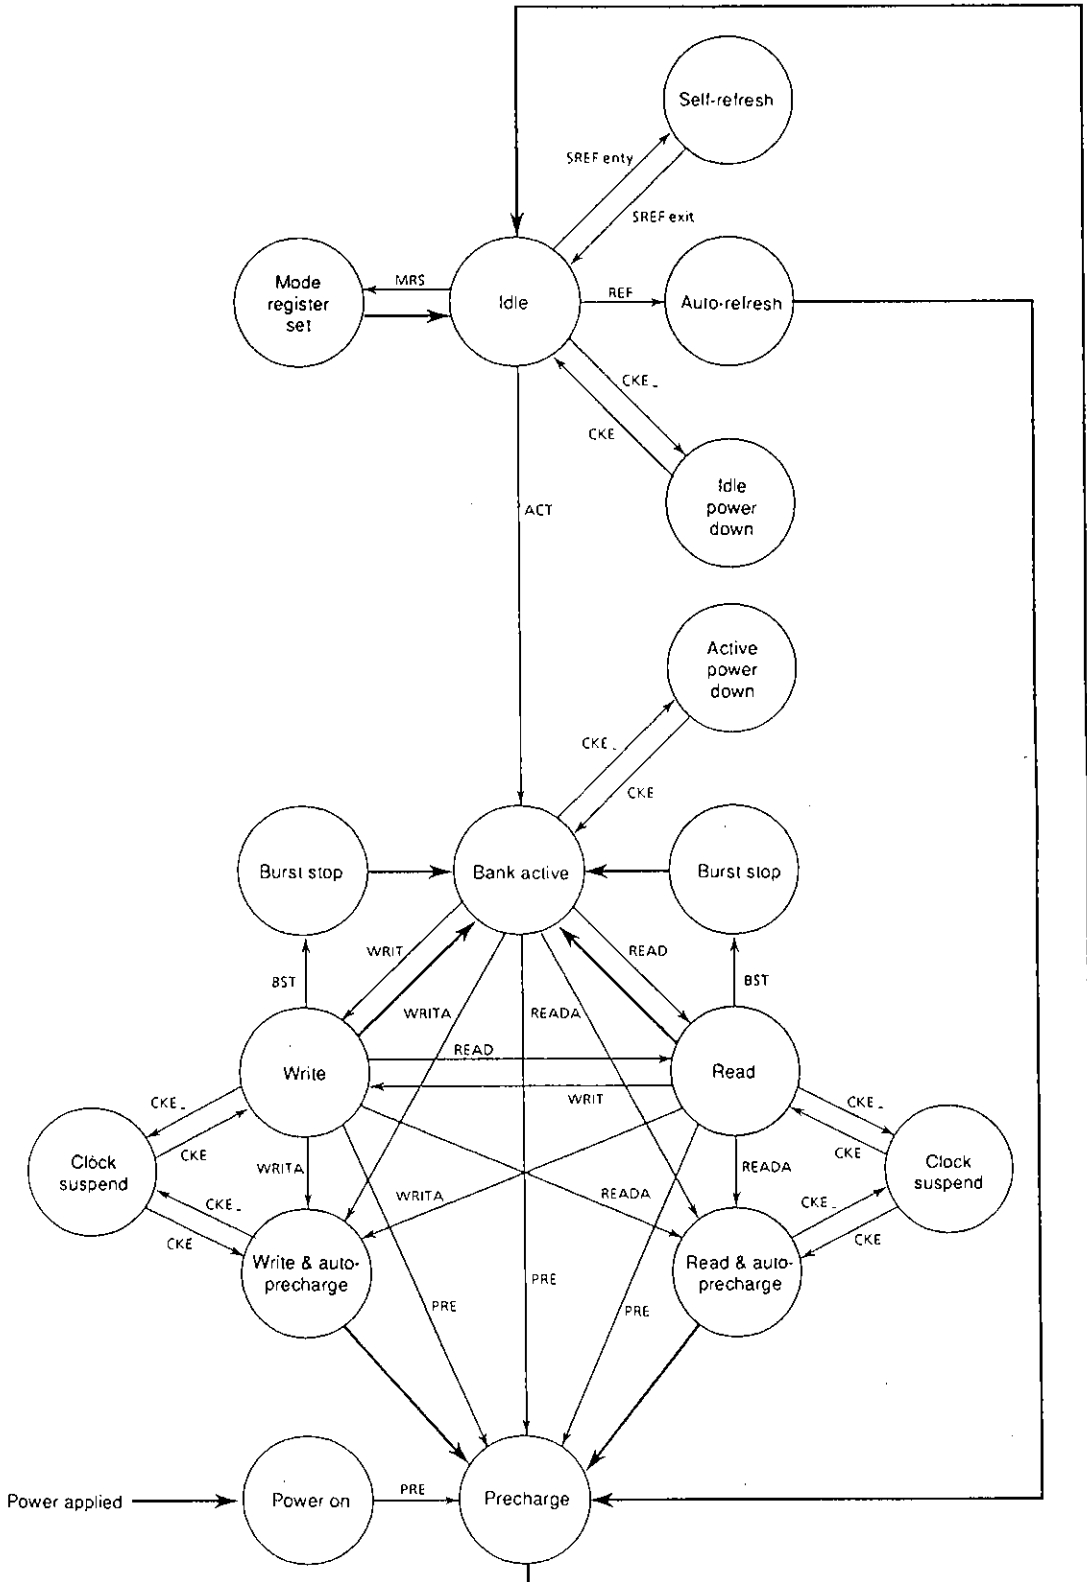 Self-refresh
SREF enty
SREF exit
Mode
register
set
MRS
Idle
REF
Auto-refresh
CKE_
CKE
Idle
power
down
ACT
Active
power
down
CKE_
CKE
Burst stop
Bank active
Burst stop
WRIT
READ
BST
BST
WRITA
READA
READ
Write
Read
WRIT
CKE_
CKE_
CKE
CKE
Clock
suspend
WRITA
READA
Clock
suspend
WRITA
READA
CKE_
CKE_
CKE
CKE
Write & auto-
precharge
Read & auto-
precharge
PRE
PRE
PRE
Power applied
Power on
PRE
Precharge